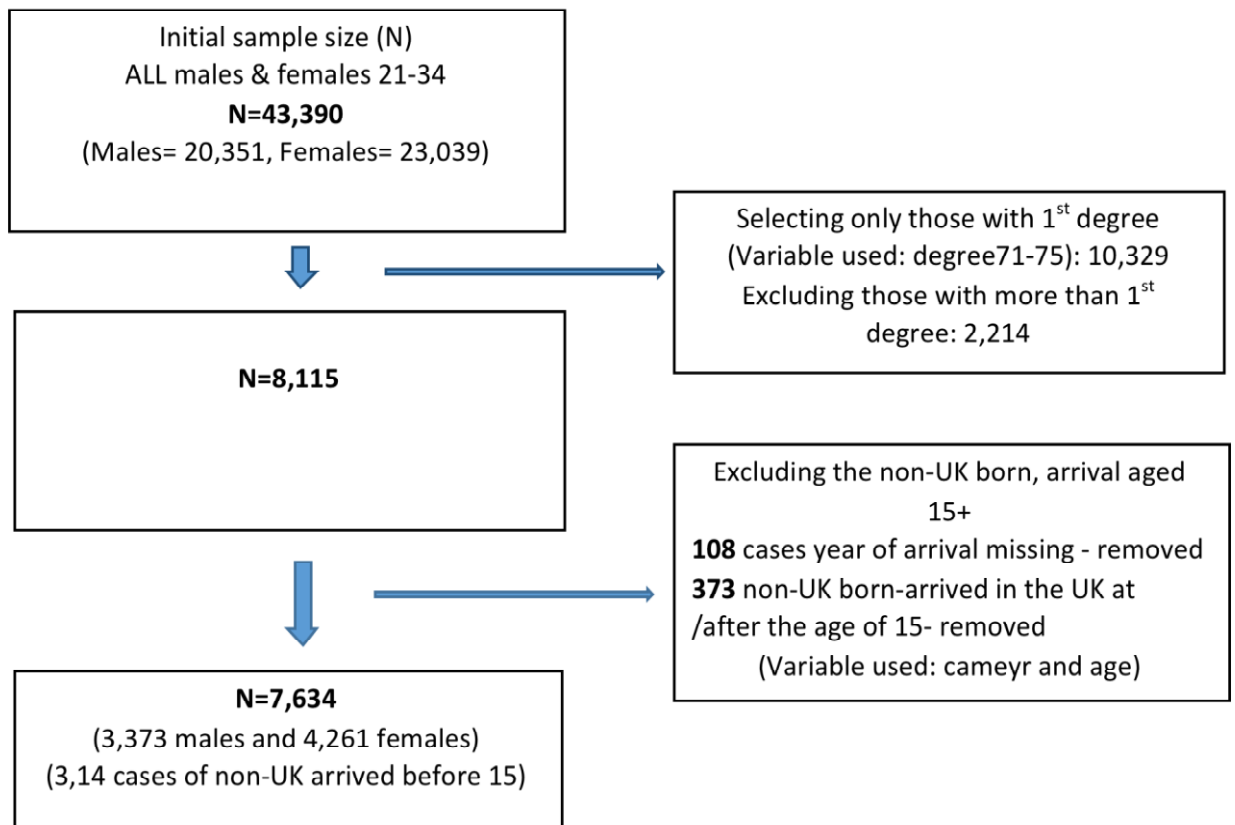 Initial sample size (N)
ALL males & females 21-34
N=43,390
(Males= 20,351, Females= 23,039)
Selecting only those with 1st degree
(Variable used: degree71-75): 10,329
Excluding those with more than 1st
degree: 2,214
N=8,115
Excluding the non-UK born, arrival aged
15+
108 cases year of arrival missing - removed
373 non-UK born-arrived in the UK at
/after the age of 15- removed
(Variable used: cameyr and age)
N=7,634
(3,373 males and 4,261 females)
(3,14 cases of non-UK arrived before 15)